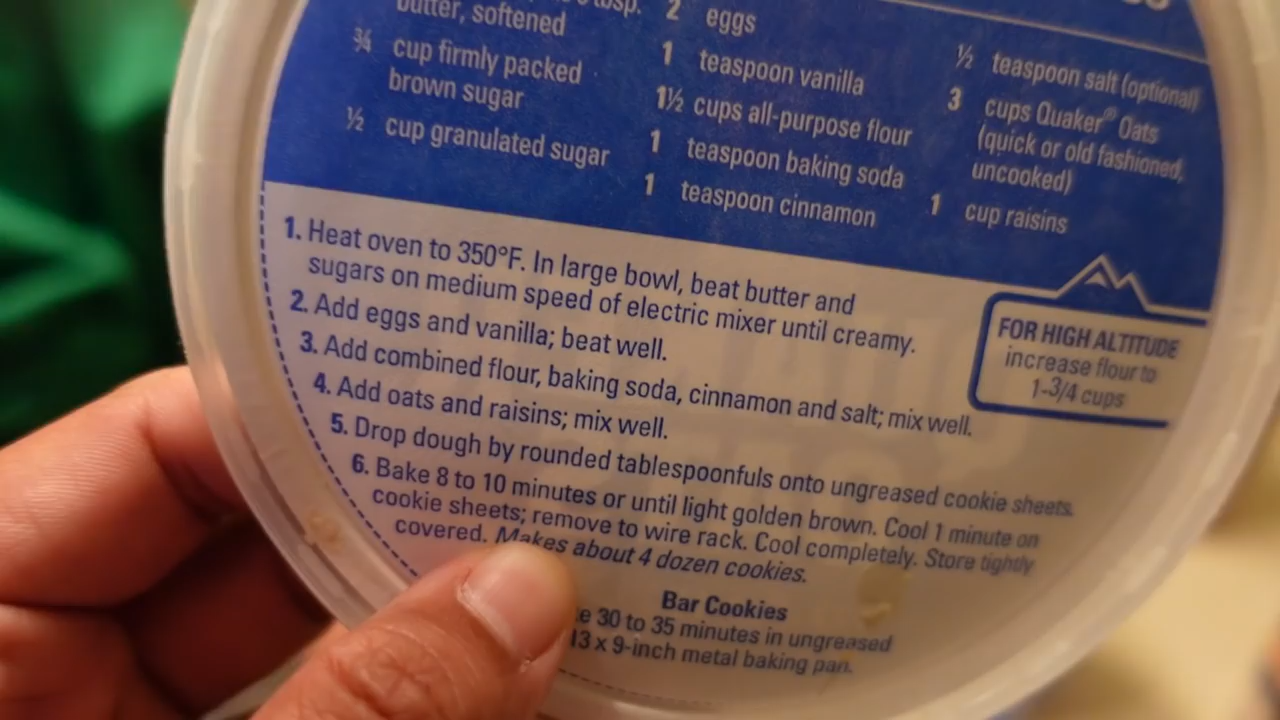 tbsp.
butter, softened
¾ cup firmly packed
brown sugar
½ cup granulated sugar
2 eggs
1 teaspoon vanilla
1½ cups all-purpose flour
1 teaspoon baking soda
1 teaspoon cinnamon
½ teaspoon salt (optional)
3 cups Quaker® Oats
(quick or old fashioned,
uncooked)
1 cup raisins
1. Heat oven to 350°F. In large bowl, beat butter and
sugars on medium speed of electric mixer until creamy.
2. Add eggs and vanilla; beat well.
3. Add combined flour, baking soda, cinnamon and salt; mix well.
4. Add oats and raisins; mix well.
5. Drop dough by rounded tablespoonfuls onto ungreased cookie sheets.
6. Bake 8 to 10 minutes or until light golden brown. Cool 1 minute on
cookie sheets; remove to wire rack. Cool completely. Store tightly
covered. Makes about 4 dozen cookies.
FOR HIGH ALTITUDE
increase flour to
1-3/4 cups
Bar Cookies
30 to 35 minutes in ungreased
13 x 9-inch metal baking pan.